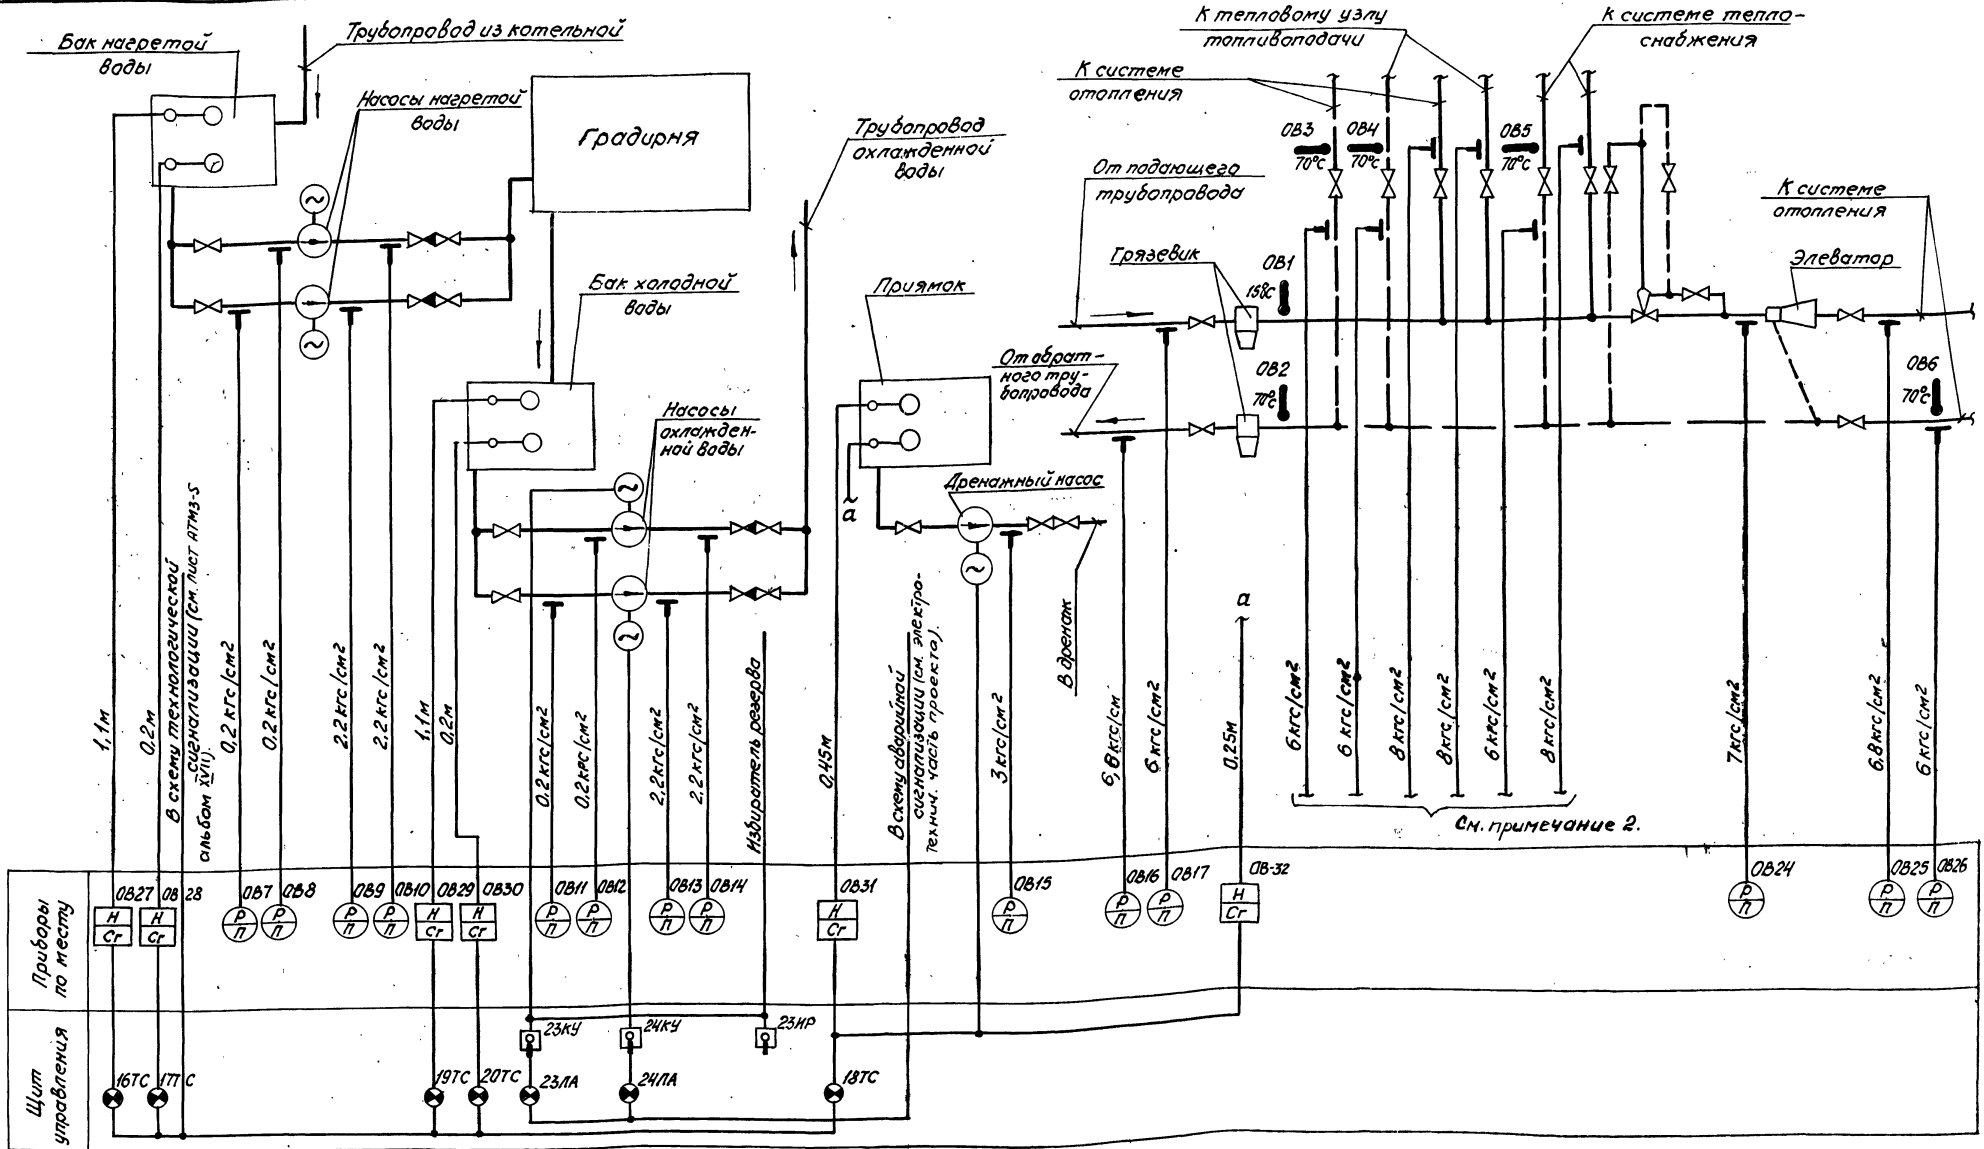 Бак нагретой
воды
Трубопровод из котельной
Насосы нагретой
воды
Градирня
Трубопровод
охлажденной
воды
Бак холодной
воды
Насосы
охлажден-
ной воды
Приямок
Дренажный насос
а
В дренаж
К тепловому узлу
топливоподачи
К системе тепло-
снабжения
К системе
отопления
ОВ3
70°С
ОВ4
70°С
ОВ5
70°С
От подающего
трубопровода
Грязевик
ОВ1
150°С
От обрат-
ного тру-
бопровода
ОВ2
70°С
К системе
отопления
Элеватор
ОВ6
70°С
1,1м
0,2м
В схему технологической
сигнализации (см. лист АТМ3-5
альбом XVII).
0,2 кгс/см2
0,2 кгс/см2
2,2 кгс/см2
2,2 кгс/см2
1,1м
0,2м
0,2 кгс/см2
0,2 кгс/см2
2,2 кгс/см2
2,2 кгс/см2
Избиратель резерва
0,45м
В схему аварийной
сигнализации (см. электро-
технич. часть проекта).
3 кгс/см2
6,8 кгс/см
6 кгс/см2
а
0,25м
6 кгс/см2
6 кгс/см2
8 кгс/см2
8 кгс/см2
6 кгс/см2
8 кгс/см2
См. примечание 2.
7 кгс/см2
6,8 кгс/см2
6 кгс/см2
Приборы
по месту
ОВ27
Н
Сг
ОВ28
Н
Сг
ОВ7
Р
П
ОВ8
Р
П
ОВ9
Р
П
ОВ10
Р
П
ОВ29
Н
Сг
ОВ30
Н
Сг
ОВ11
Р
П
ОВ12
Р
П
ОВ13
Р
П
ОВ14
Р
П
ОВ31
Н
Сг
ОВ15
Р
П
ОВ16
Р
П
ОВ17
Р
П
ОВ-32
Н
Сг
ОВ24
Р
П
ОВ25
Р
П
ОВ26
Р
П
Щит
управления
23КУ
24КУ
23ИР
16ТС
17ТС
19ТС
20ТС
23ЛА
24ЛА
18ТС